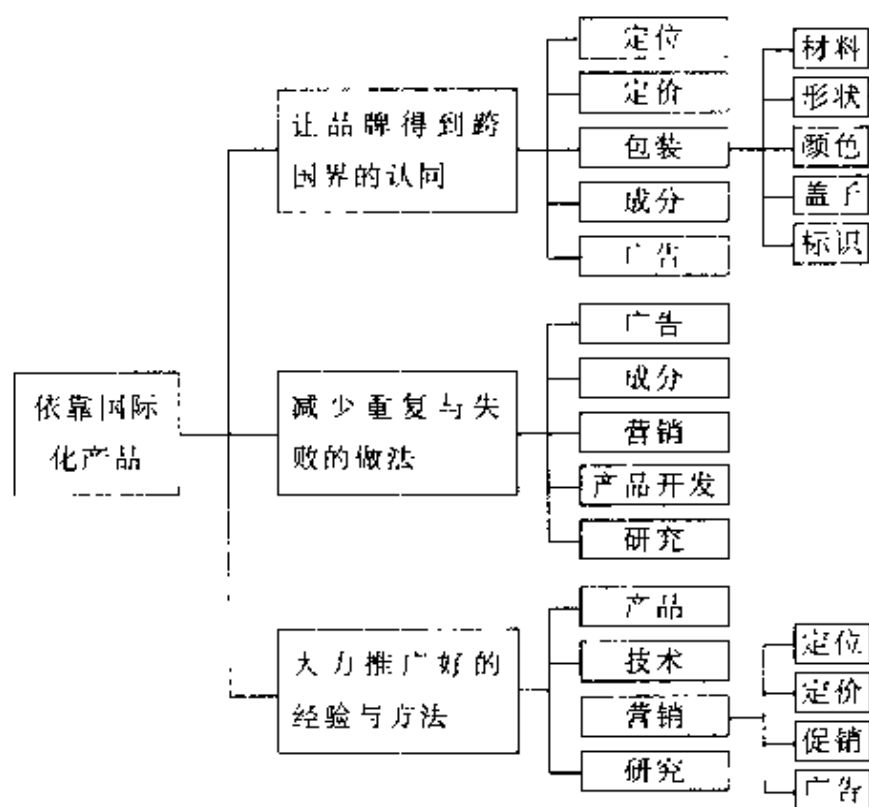 依靠国际
化产品
让品牌得到跨
国界的认同
定位
定价
包装
成分
广告
材料
形状
颜色
盖子
标识
减少重复与失
败的做法
广告
成分
营销
产品开发
研究
大力推广好的
经验与方法
产品
技术
营销
研究
定位
定价
促销
广告